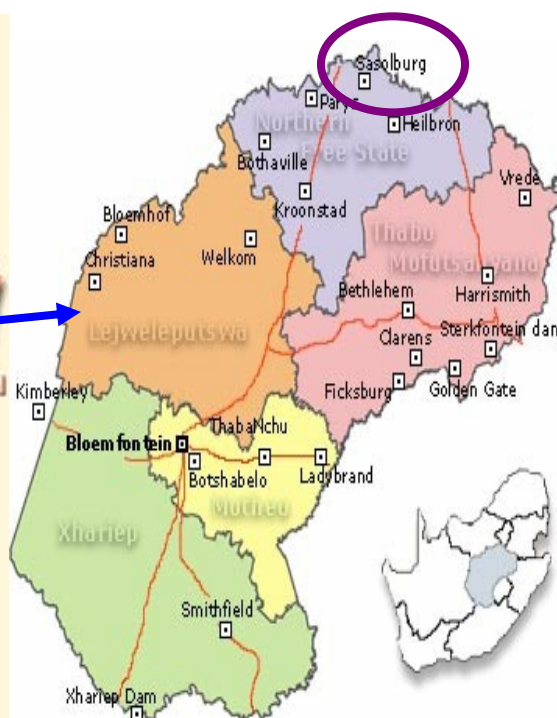 Sasolburg
Parys
Northern
Free State
Heilbron
Bothaville
Kroonstad
Vrede
Bloemhof
Christiana
Welkom
Thabo
Mofutsanyana
Bethlehem
Harrismith
Lejweleputswa
Clarens
Sterkfontein dam
Kimberley
Ficksburg
Golden Gate
ThabaNchu
Bloemfontein
Botshabelo
Ladybrand
Motheo
Xhariep
Smithfield
Xhariep Dam